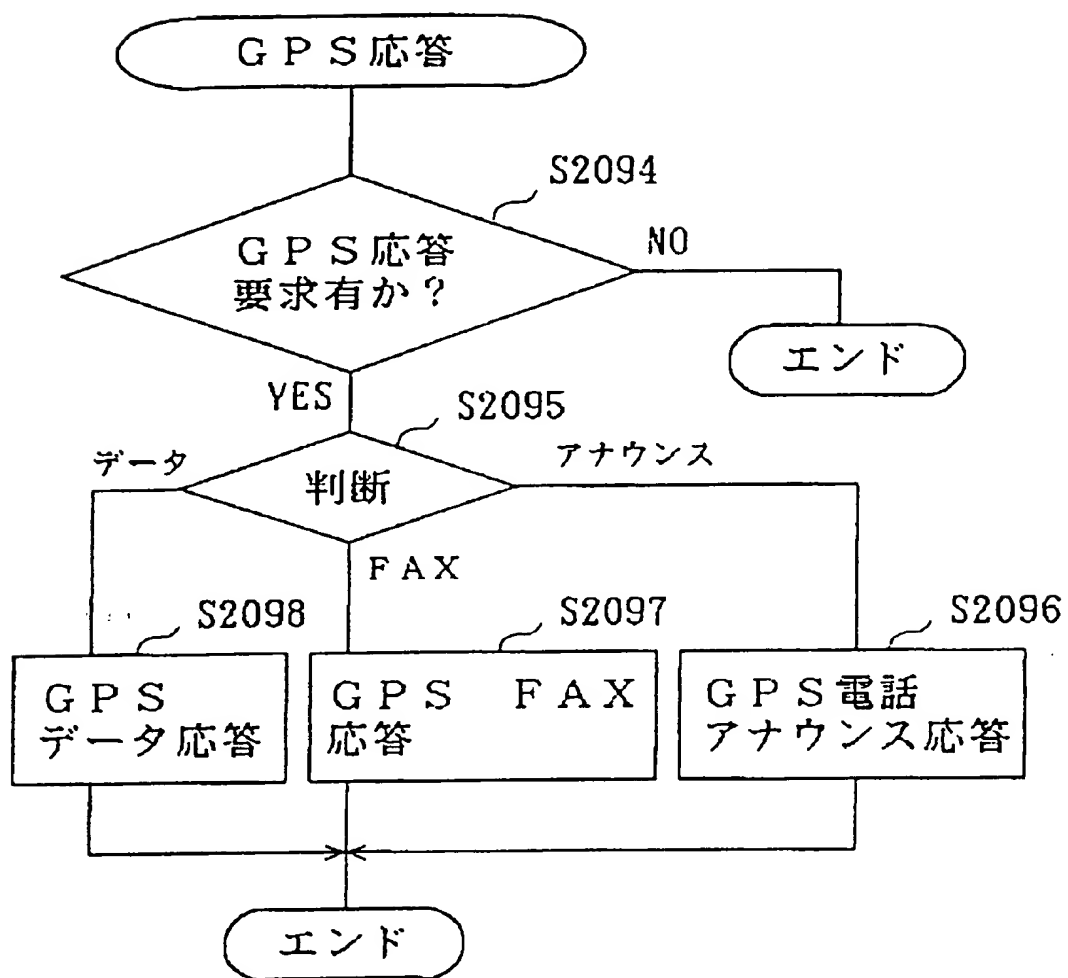 ＧＰＳ応答
S2094
ＧＰＳ応答
要求有か？
NO
エンド
YES
S2095
データ
判断
アナウンス
ＦＡＸ
S2098
S2097
S2096
ＧＰＳ
データ応答
ＧＰＳ　ＦＡＸ
応答
ＧＰＳ電話
アナウンス応答
エンド